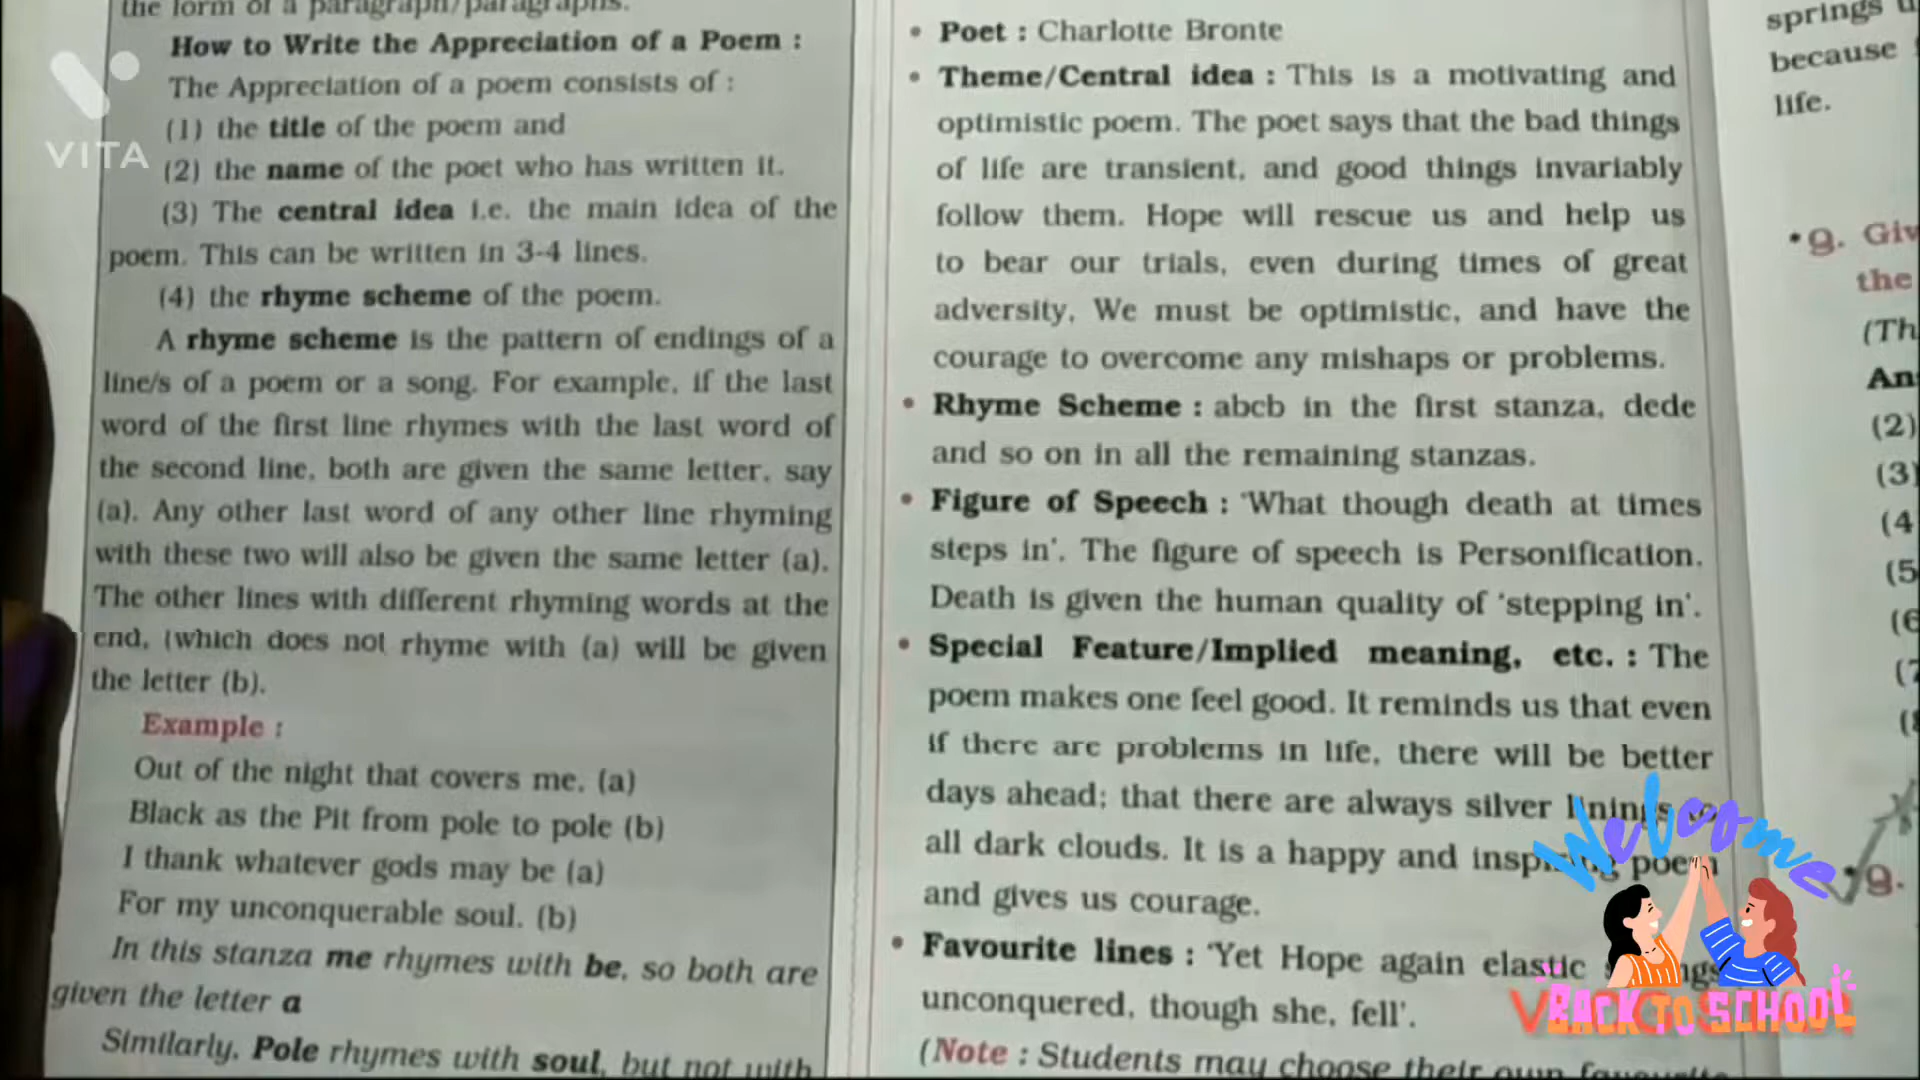 the form of a paragraph/paragraphs.
How to Write the Appreciation of a Poem :
The Appreciation of a poem consists of :
(1) the title of the poem and
(2) the name of the poet who has written it.
(3) The central idea i.e. the main idea of the
poem. This can be written in 3-4 lines.
(4) the rhyme scheme of the poem.
A rhyme scheme is the pattern of endings of a
line/s of a poem or a song. For example, if the last
word of the first line rhymes with the last word of
the second line, both are given the same letter, say
(a). Any other last word of any other line rhyming
with these two will also be given the same letter (a).
The other lines with different rhyming words at the
end, (which does not rhyme with (a) will be given
the letter (b).
Example :
Out of the night that covers me, (a)
Black as the Pit from pole to pole (b)
I thank whatever gods may be (a)
For my unconquerable soul. (b)
In this stanza me rhymes with be, so both are
given the letter a
Similarly, Pole rhymes with soul, but not with
• Poet : Charlotte Bronte
• Theme/Central idea : This is a motivating and
optimistic poem. The poet says that the bad things
of life are transient, and good things invariably
follow them. Hope will rescue us and help us
to bear our trials, even during times of great
adversity, We must be optimistic, and have the
courage to overcome any mishaps or problems.
• Rhyme Scheme : abcb in the first stanza, dede
and so on in all the remaining stanzas.
• Figure of Speech : 'What though death at times
steps in'. The figure of speech is Personification.
Death is given the human quality of 'stepping in'.
• Special Feature/Implied meaning, etc. : The
poem makes one feel good. It reminds us that even
if there are problems in life, there will be better
days ahead; that there are always silver linings
all dark clouds. It is a happy and inspiring poem
and gives us courage.
• Favourite lines : 'Yet Hope again elastic
unconquered, though she, fell'.
(Note : Students may choose their own favourite
springs
because
life.
•9. Giv
the
(Th
Ans
(2)
(3)
(4
(5
(6
(7
•9.
VITA
Welcome
BACK TO SCHOOL